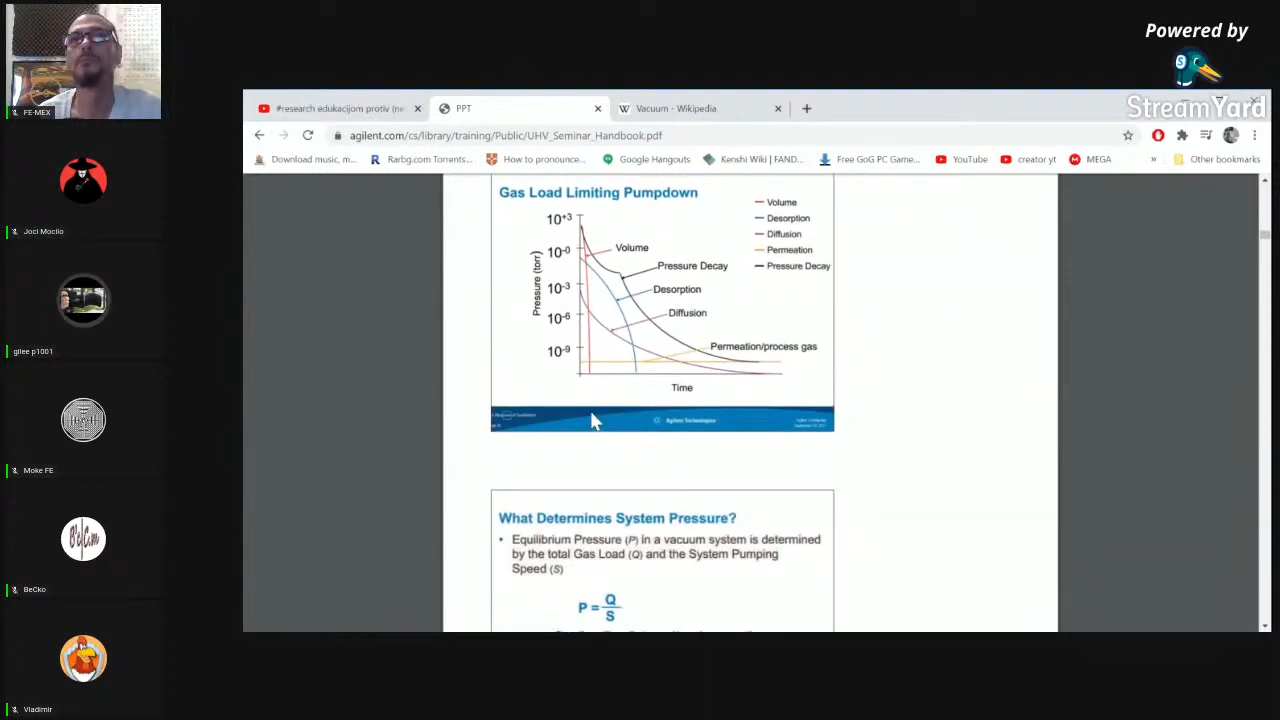 Powered by
StreamYard
FE-MEX
Joci Mocilo
gilee p1001
Moke FE
BeCko
Vladimir
#research edukacijom protiv (ne
PPT
Vacuum - Wikipedia
agilent.com/cs/library/training/Public/UHV_Seminar_Handbook.pdf
Download music, m...
Rarbg.com Torrents...
How to pronounce...
Google Hangouts
Kenshi Wiki | FAND...
Free GoG PC Game...
YouTube
creator yt
MEGA
Other bookmarks
Gas Load Limiting Pumpdown
Volume
Desorption
Diffusion
Permeation
Pressure Decay
10+3
10-0
10-3
10-6
10-9
Pressure (torr)
Volume
Pressure Decay
Desorption
Diffusion
Permeation/process gas
Time
Agilent Technologies
What Determines System Pressure?
• Equilibrium Pressure (P) in a vacuum system is determined
by the total Gas Load (Q) and the System Pumping
Speed (S)
P = Q
S